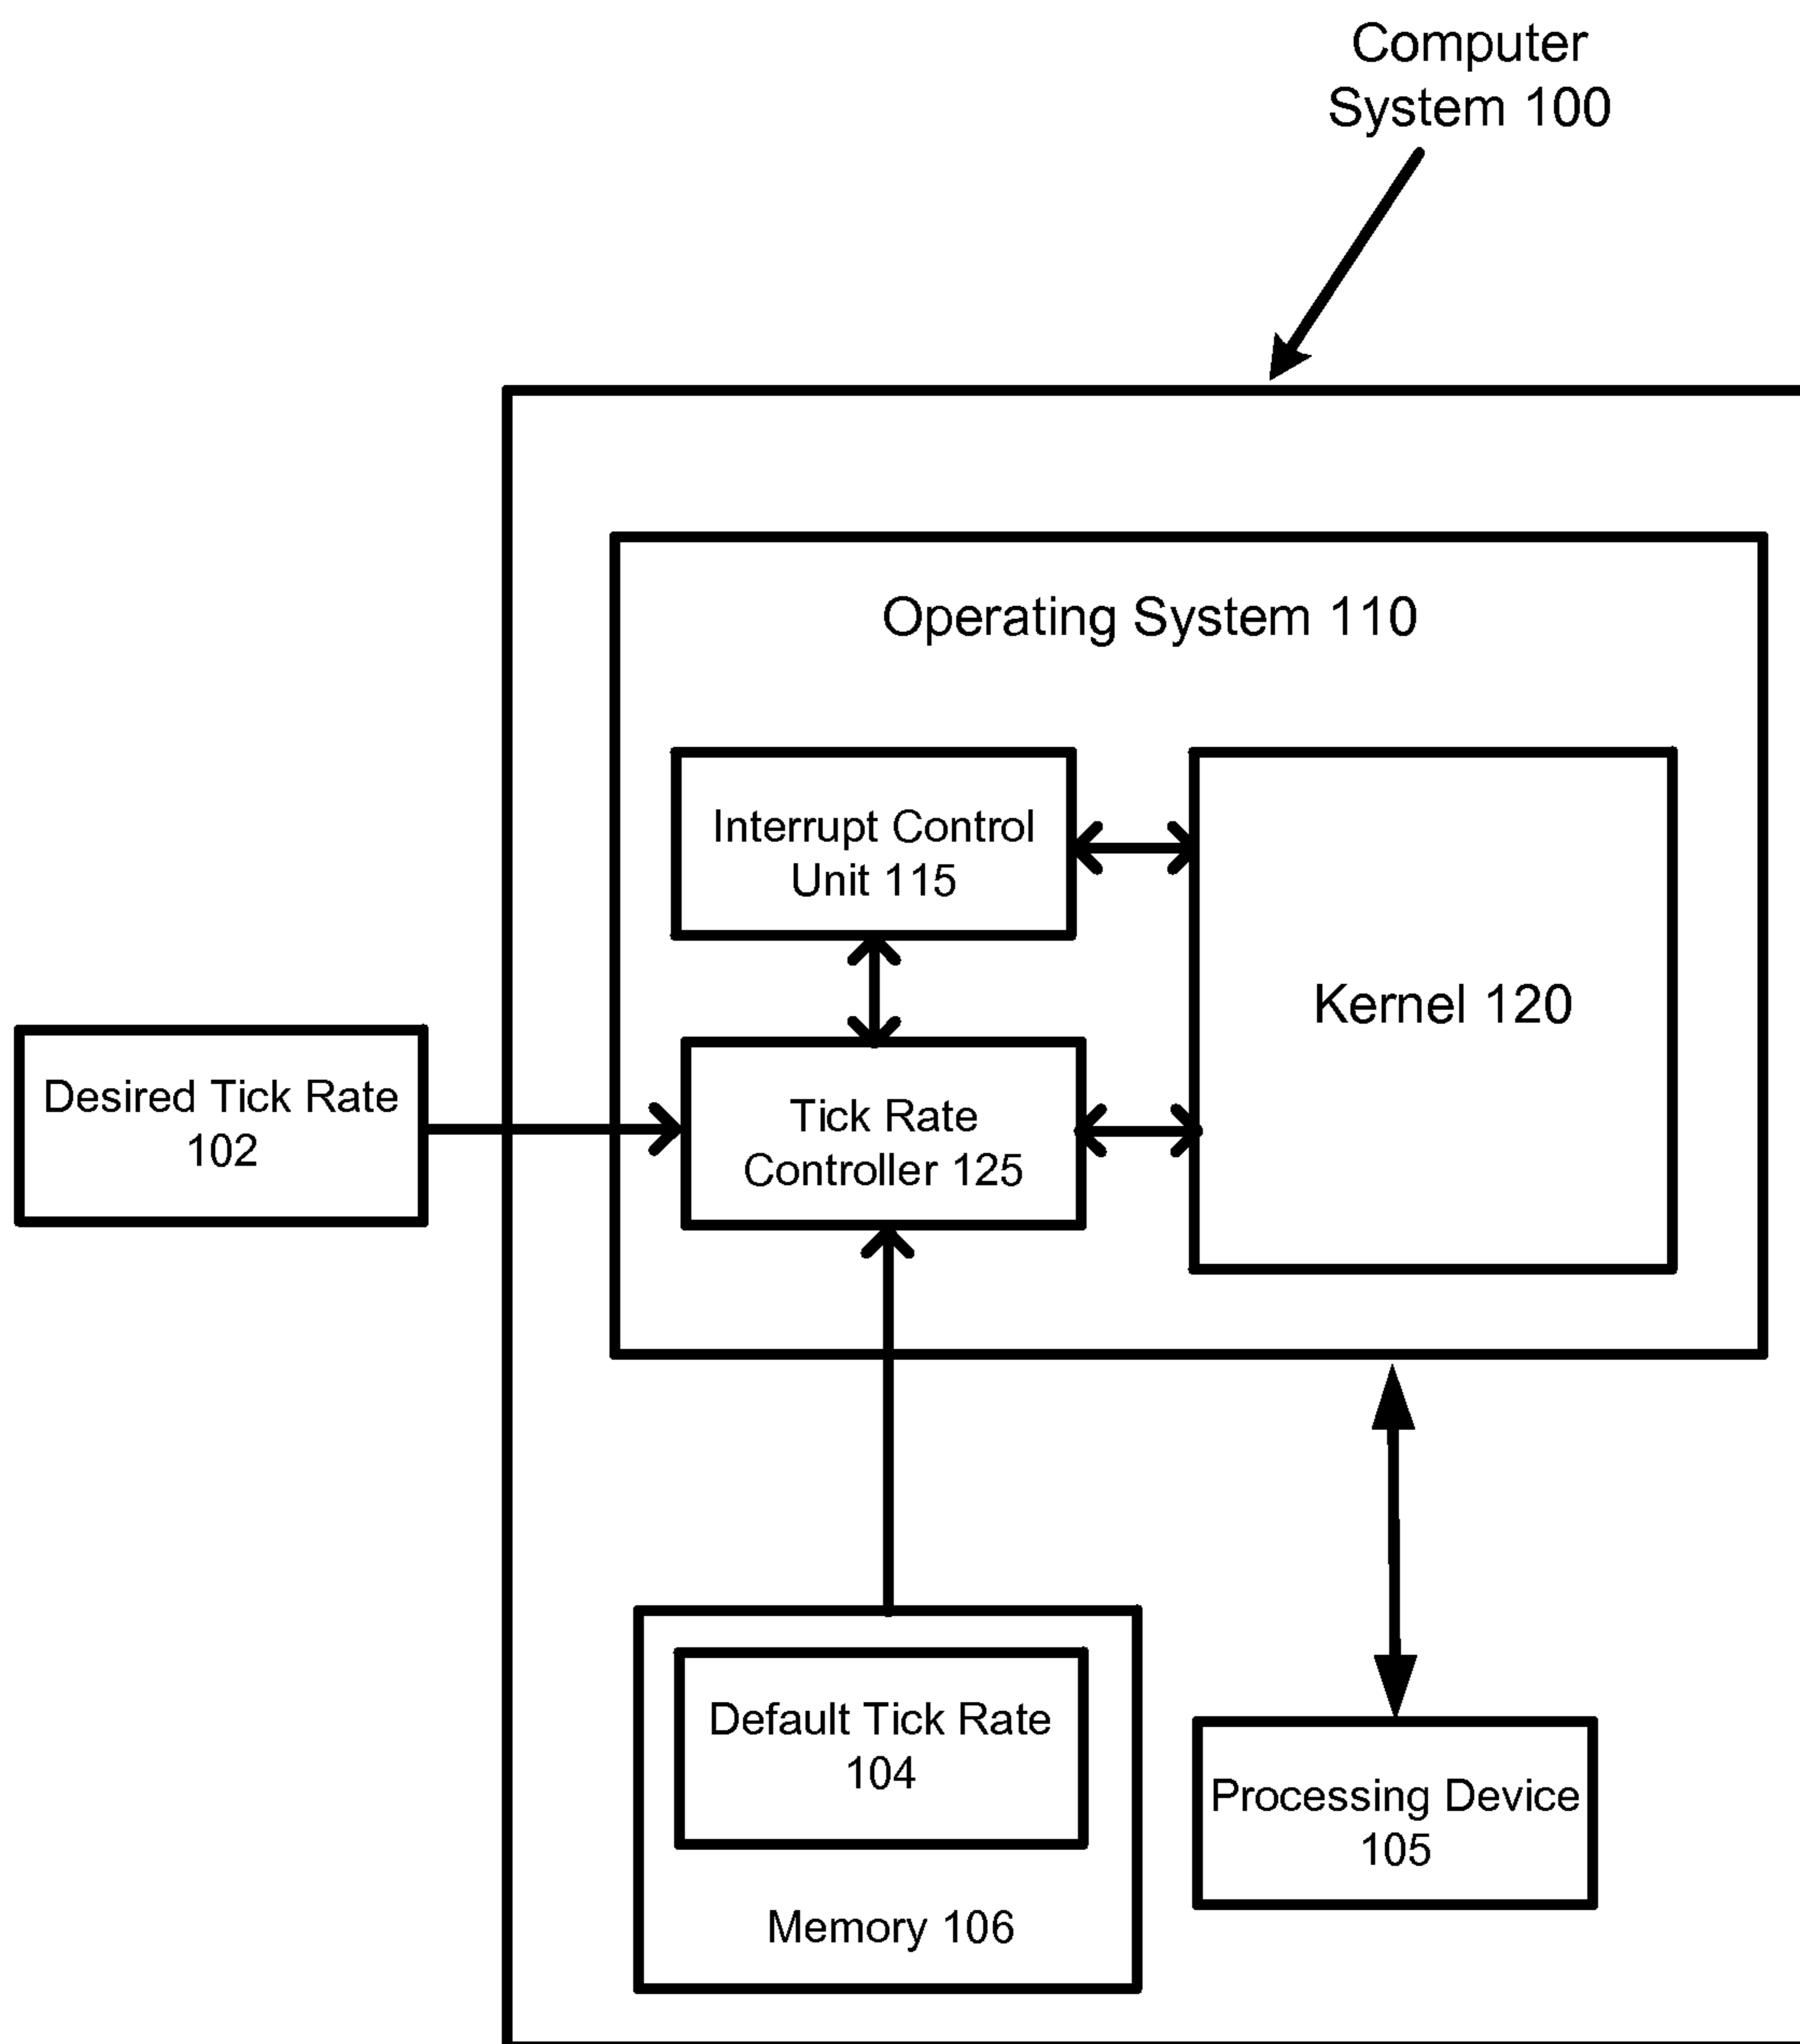 Computer
System 100
Operating System 110
Interrupt Control
Unit 115
Kernel 120
Desired Tick Rate
102
Tick Rate
Controller 125
Default Tick Rate
104
Memory 106
Processing Device
105